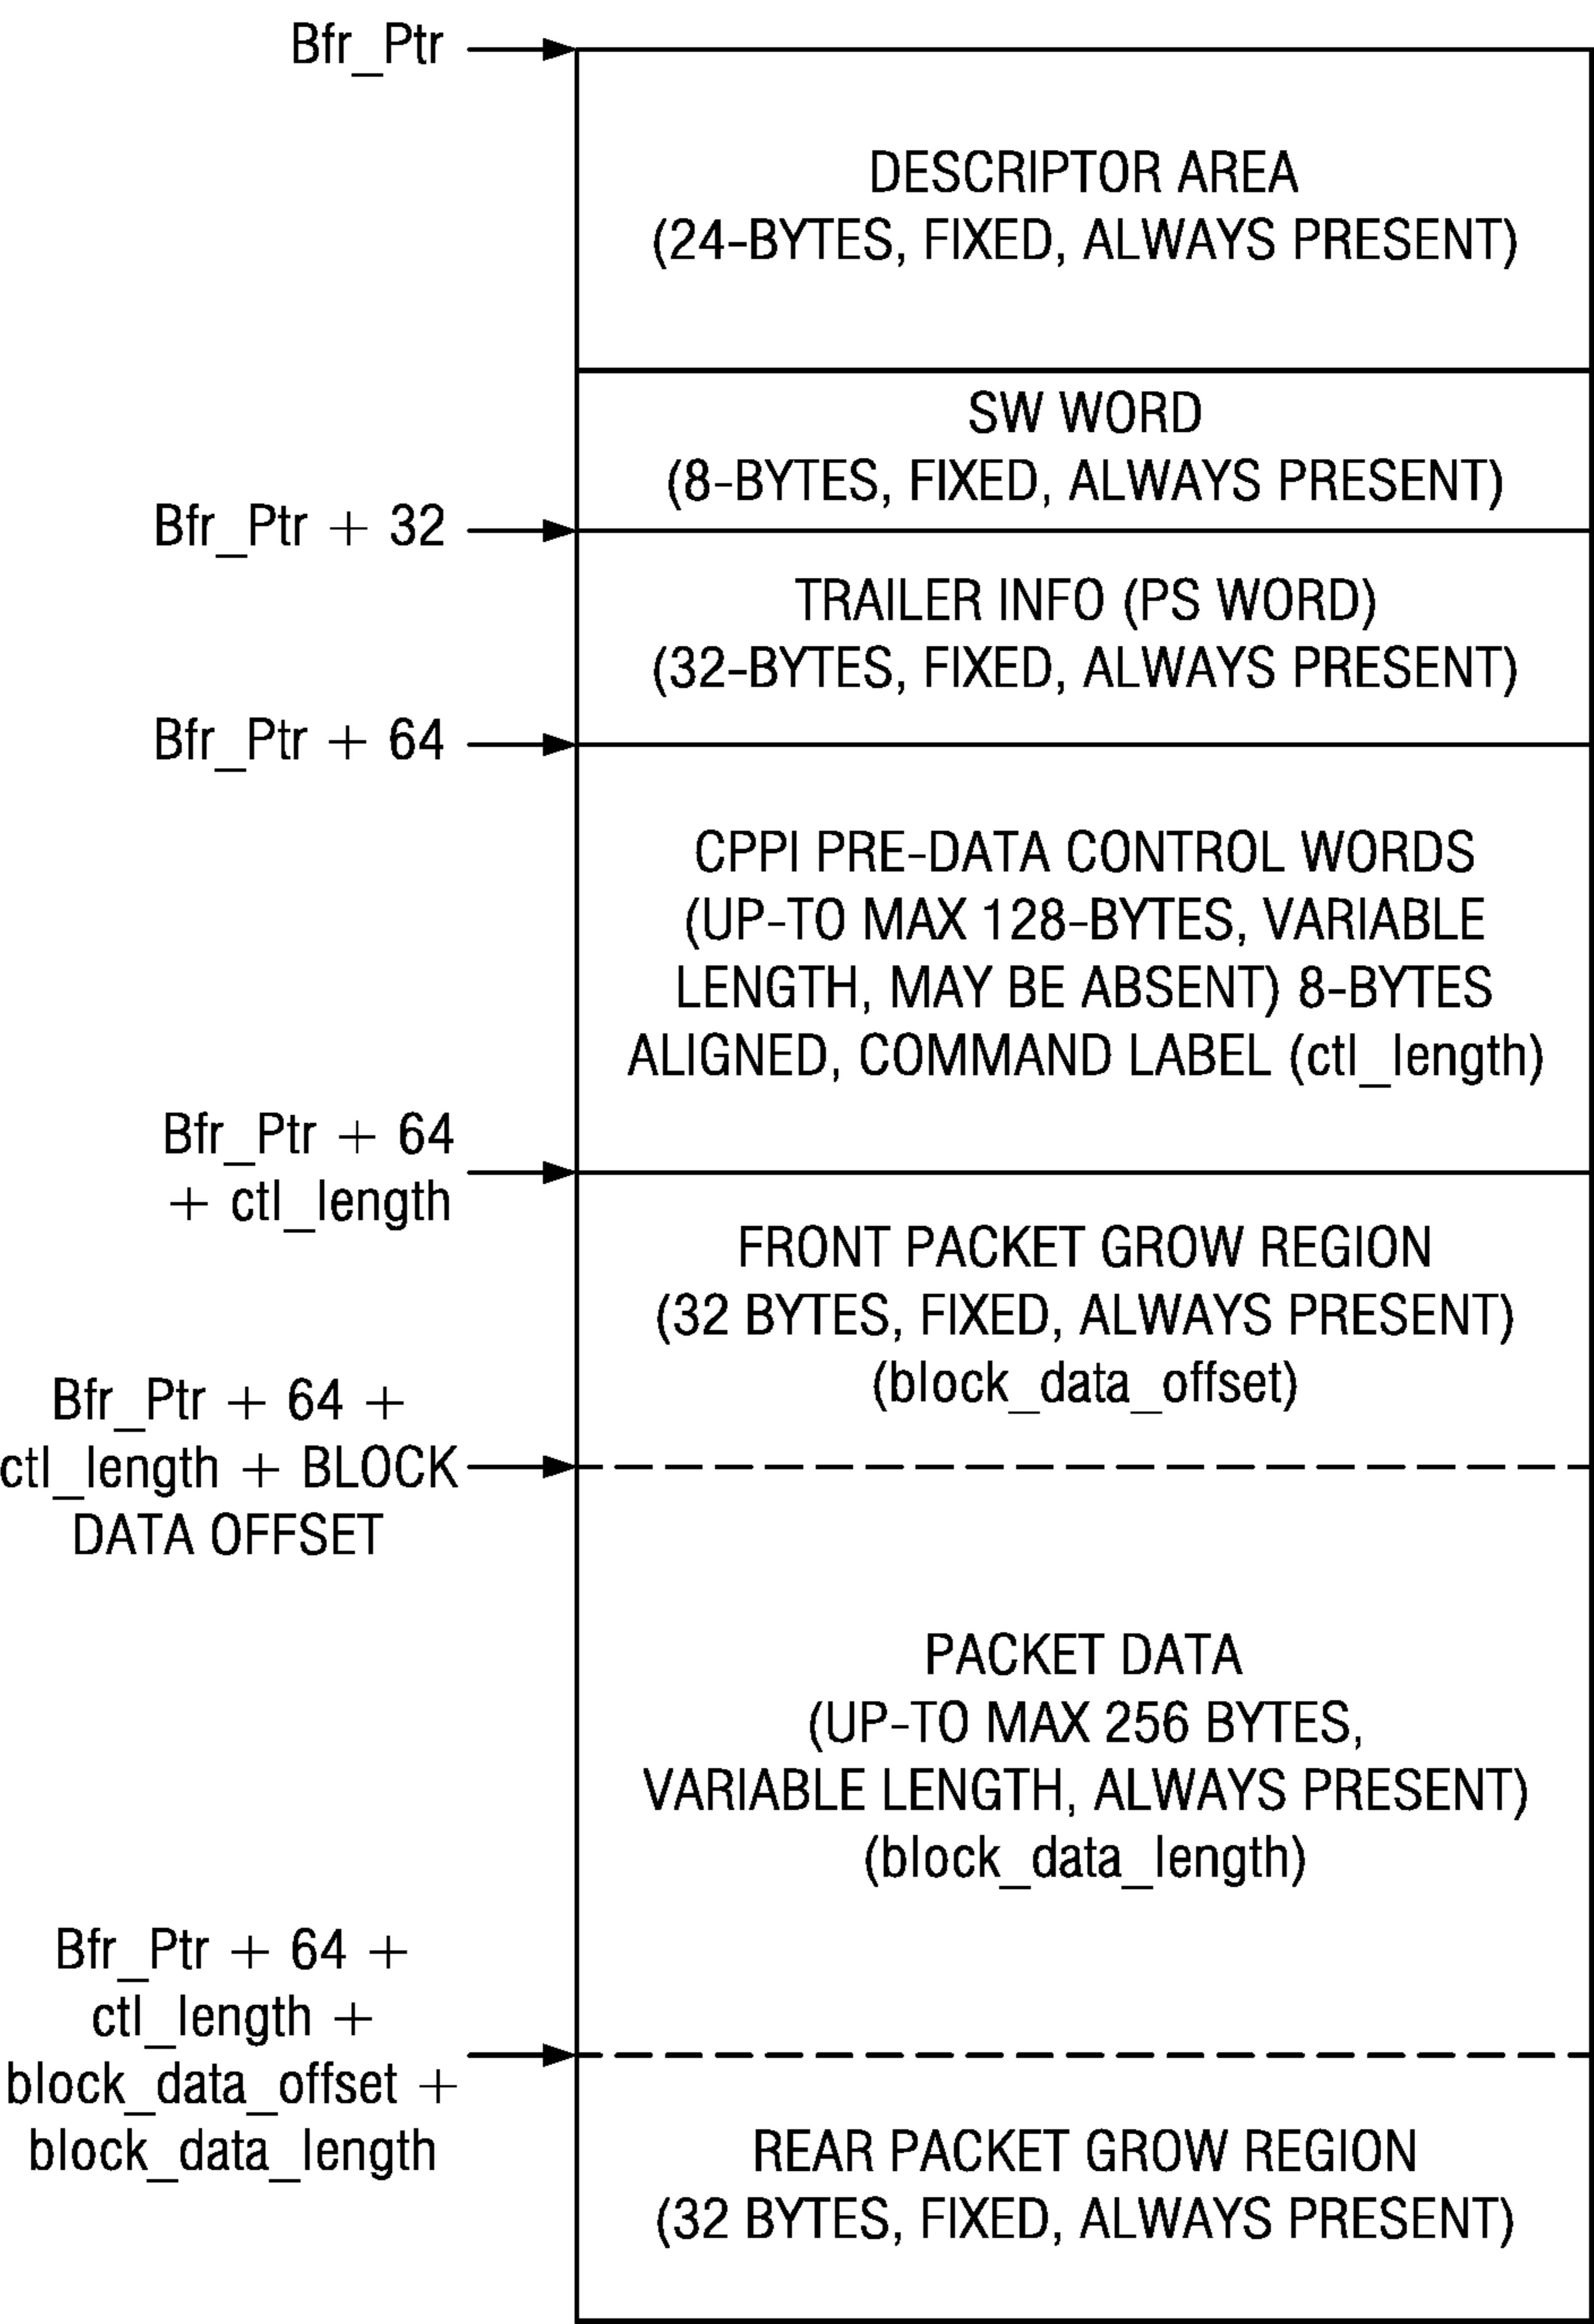 Bfr_Ptr
DESCRIPTOR AREA
(24-BYTES, FIXED, ALWAYS PRESENT)
SW WORD
(8-BYTES, FIXED, ALWAYS PRESENT)
Bfr_Ptr + 32
TRAILER INFO (PS WORD)
(32-BYTES, FIXED, ALWAYS PRESENT)
Bfr_Ptr + 64
CPPI PRE-DATA CONTROL WORDS
(UP-TO MAX 128-BYTES, VARIABLE
LENGTH, MAY BE ABSENT) 8-BYTES
ALIGNED, COMMAND LABEL (ctl_length)
Bfr_Ptr + 64
+ ctl_length
FRONT PACKET GROW REGION
(32 BYTES, FIXED, ALWAYS PRESENT)
(block_data_offset)
Bfr_Ptr + 64 +
ctl_length + BLOCK
DATA OFFSET
PACKET DATA
(UP-TO MAX 256 BYTES,
VARIABLE LENGTH, ALWAYS PRESENT)
(block_data_length)
Bfr_Ptr + 64 +
ctl_length +
block_data_offset +
block_data_length
REAR PACKET GROW REGION
(32 BYTES, FIXED, ALWAYS PRESENT)